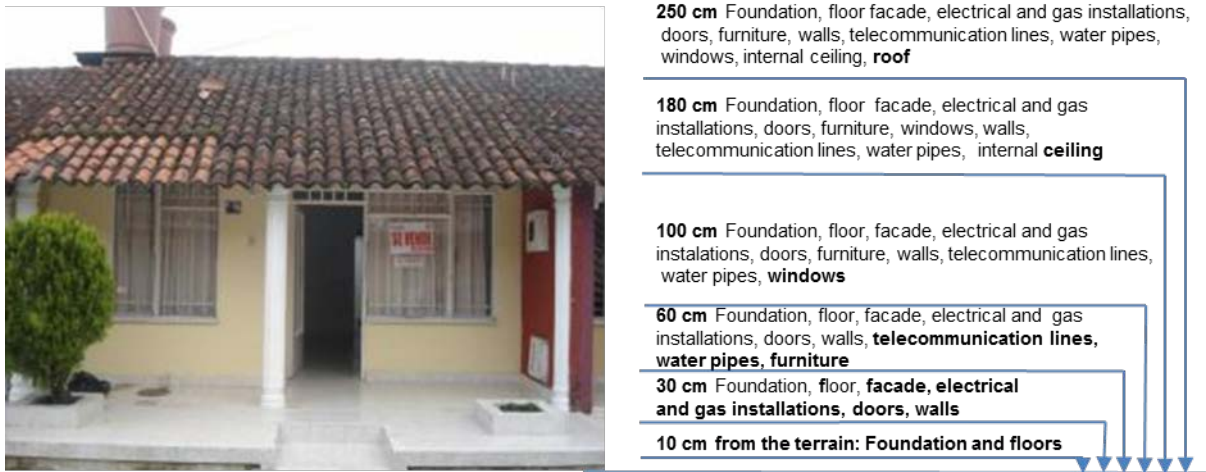 SE VENDE
250 cm Foundation, floor facade, electrical and gas installations,
doors, furniture, walls, telecommunication lines, water pipes,
windows, internal ceiling, roof
180 cm Foundation, floor facade, electrical and gas
installations, doors, furniture, windows, walls,
telecommunication lines, water pipes, internal ceiling
100 cm Foundation, floor, facade, electrical and gas
instalations, doors, furniture, walls, telecommunication lines,
water pipes, windows
60 cm Foundation, floor, facade, electrical and gas
installations, doors, walls, telecommunication lines,
water pipes, furniture
30 cm Foundation, floor, facade, electrical
and gas installations, doors, walls
10 cm from the terrain: Foundation and floors